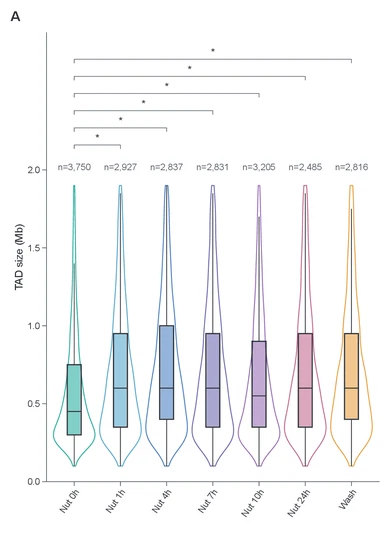 A
*
*
*
*
*
*
n=3,750 n=2,927 n=2,837 n=2,831 n=3,205 n=2,485 n=2,816
2.0
1.5
1.0
0.5
0.0
TAD size (Mb)
Nut 0h Nut 1h Nut 4h Nut 7h Nut 10h Nut 24h Wash